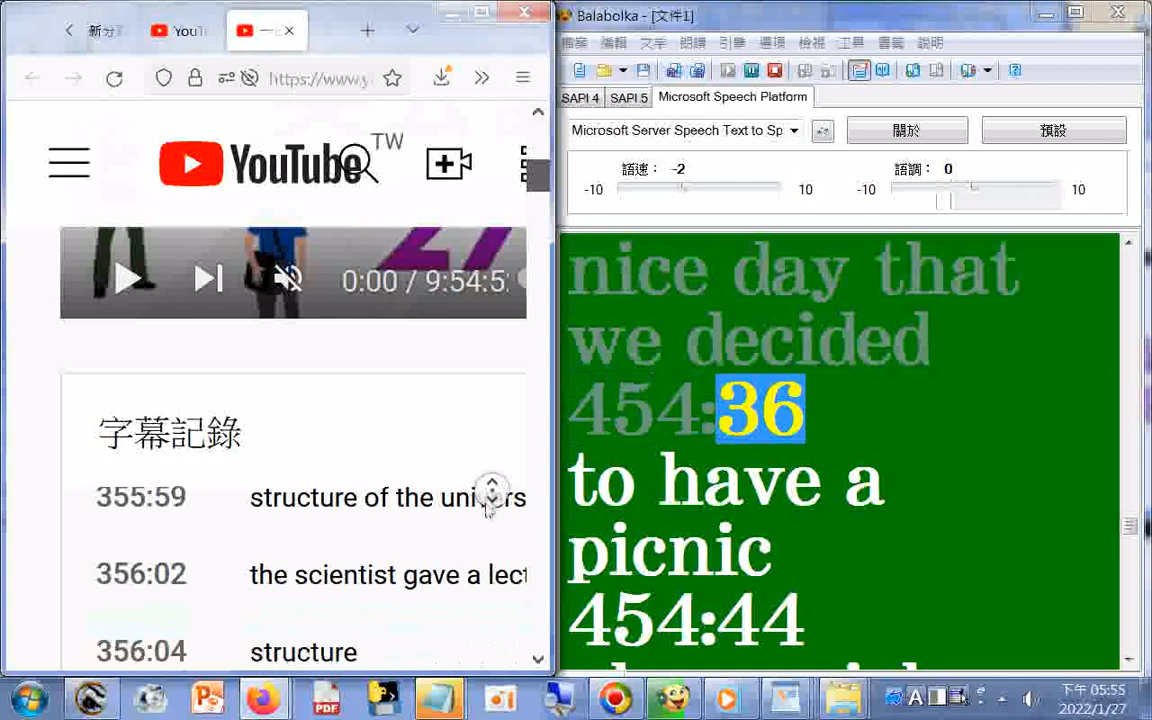 新分
YouT
一
https://www.y
YouTube
TW
27
0:00 / 9:54:5
字幕記錄
355:59 structure of the univers
356:02 the scientist gave a lect
356:04 structure
Balabolka - [文件1]
檔案 編輯 文字 朗讀 引擎 選項 檢視 工具 書籤 說明
SAPI 4 SAPI 5 Microsoft Speech Platform
Microsoft Server Speech Text to Sp
關於
預設
語速： -2
語調： 0
-10 10 -10 10
nice day that
we decided
454:36
to have a
picnic
454:44
PDF
A
下午 05:55
2022/1/27